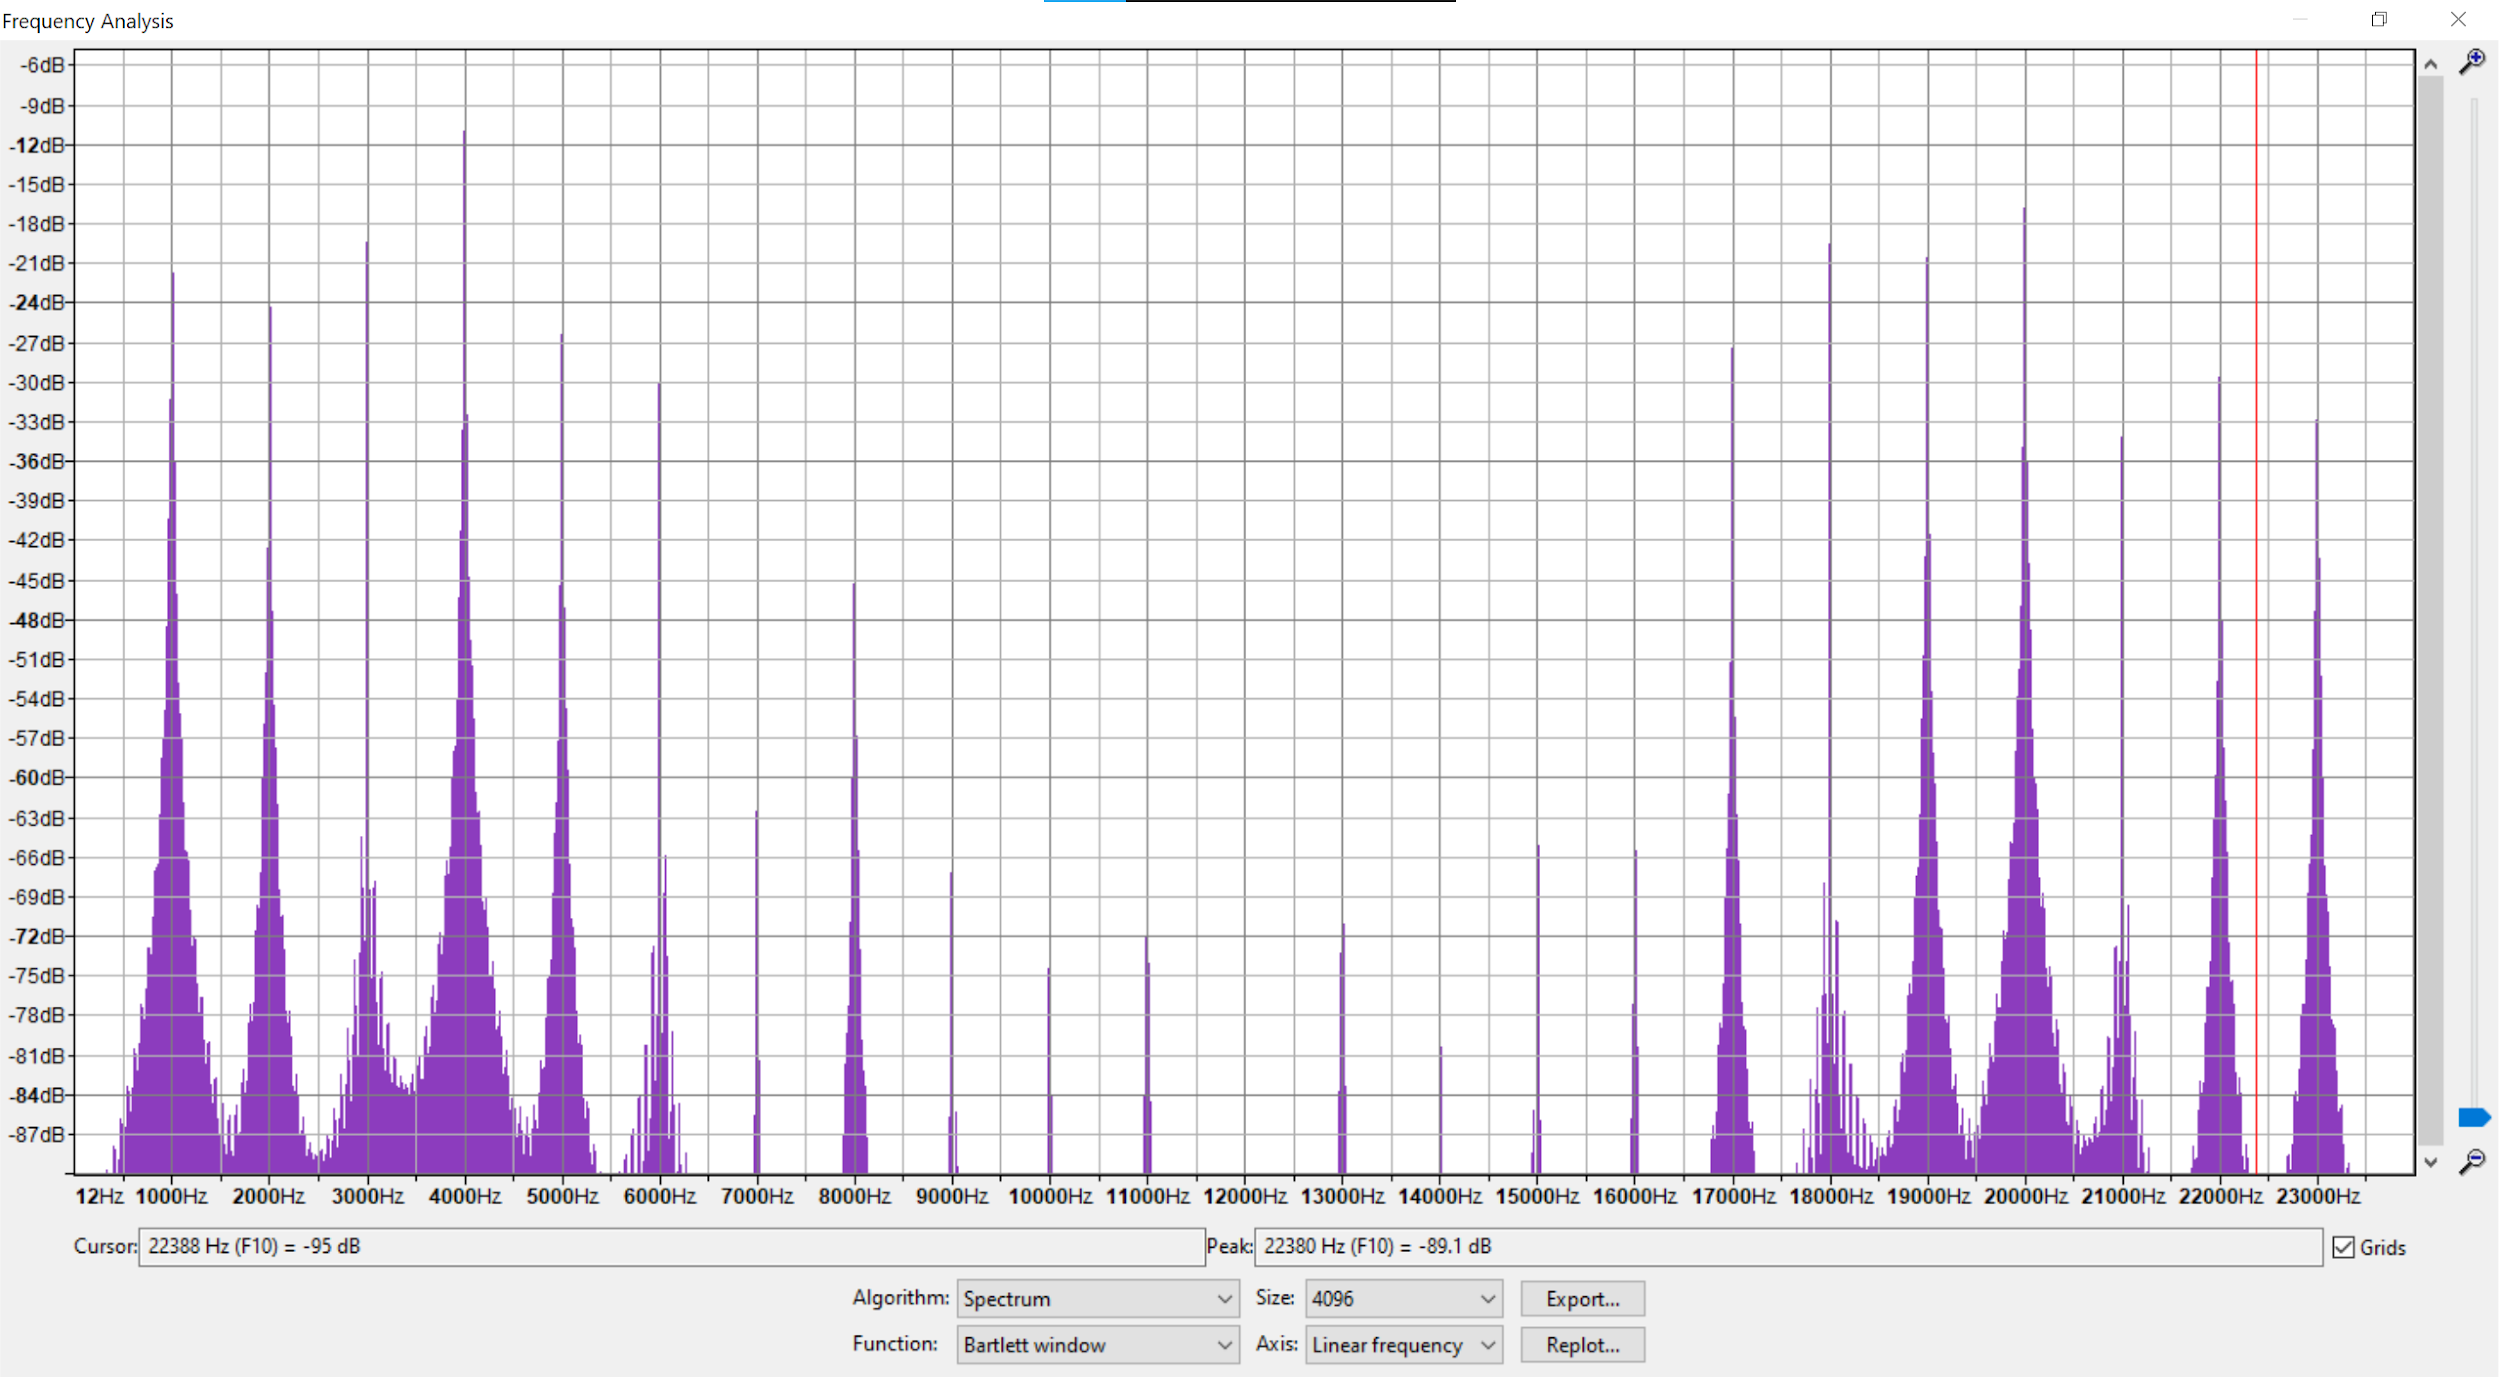 Frequency Analysis
-6dB
-9dB
-12dB
-15dB
-18dB
-21dB
-24dB
-27dB
-30dB
-33dB
-36dB
-39dB
-42dB
-45dB
-48dB
-51dB
-54dB
-57dB
-60dB
-63dB
-66dB
-69dB
-72dB
-75dB
-78dB
-81dB
-84dB
-87dB
12Hz 1000Hz 2000Hz 3000Hz 4000Hz 5000Hz 6000Hz 7000Hz 8000Hz 9000Hz 10000Hz 11000Hz 12000Hz 13000Hz 14000Hz 15000Hz 16000Hz 17000Hz 18000Hz 19000Hz 20000Hz 21000Hz 22000Hz 23000Hz
Cursor: 22388 Hz (F10) = -95 dB Peak: 22380 Hz (F10) = -89.1 dB Grids
Algorithm: Spectrum Size: 4096 Export...
Function: Bartlett window Axis: Linear frequency Replot...